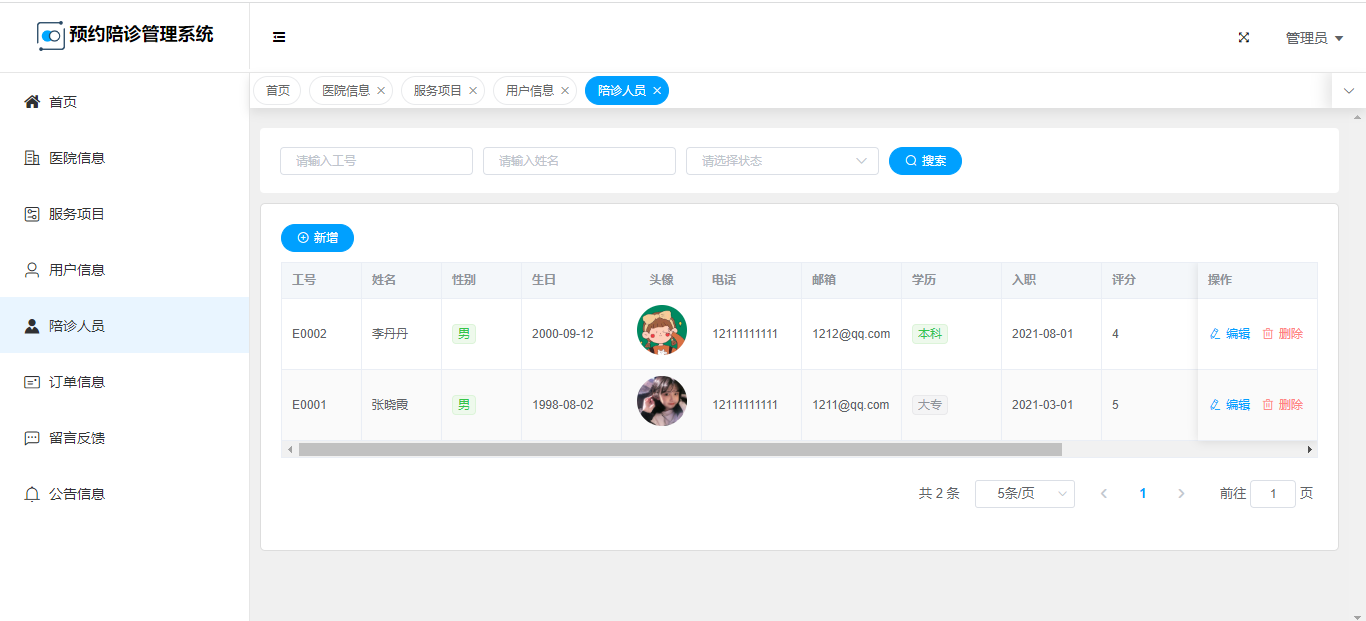 预约陪诊管理系统
管理员
首页
医院信息
服务项目
用户信息
陪诊人员
订单信息
留言反馈
公告信息
首页 医院信息 服务项目 用户信息 陪诊人员
请输入工号 请输入姓名 请选择状态 搜索
新增
工号 姓名 性别 生日 头像 电话 邮箱 学历 入职 评分 操作
E0002 李丹丹 男 2000-09-12 12111111111 1212@qq.com 本科 2021-08-01 4 编辑 删除
E0001 张晓霞 男 1998-08-02 12111111111 1211@qq.com 大专 2021-03-01 5 编辑 删除
共 2 条 5条/页 1 前往 1 页